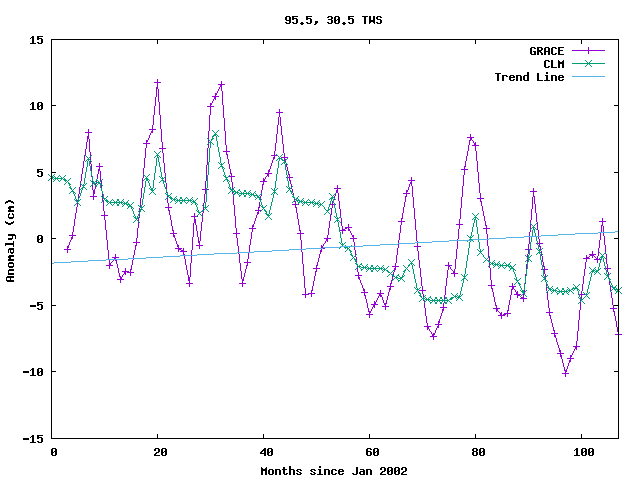 95.5, 30.5 TWS
GRACE
CLM
Trend Line
15
10
5
0
-5
-10
-15
Anomaly (cm)
0 20 40 60 80 100
Months since Jan 2002